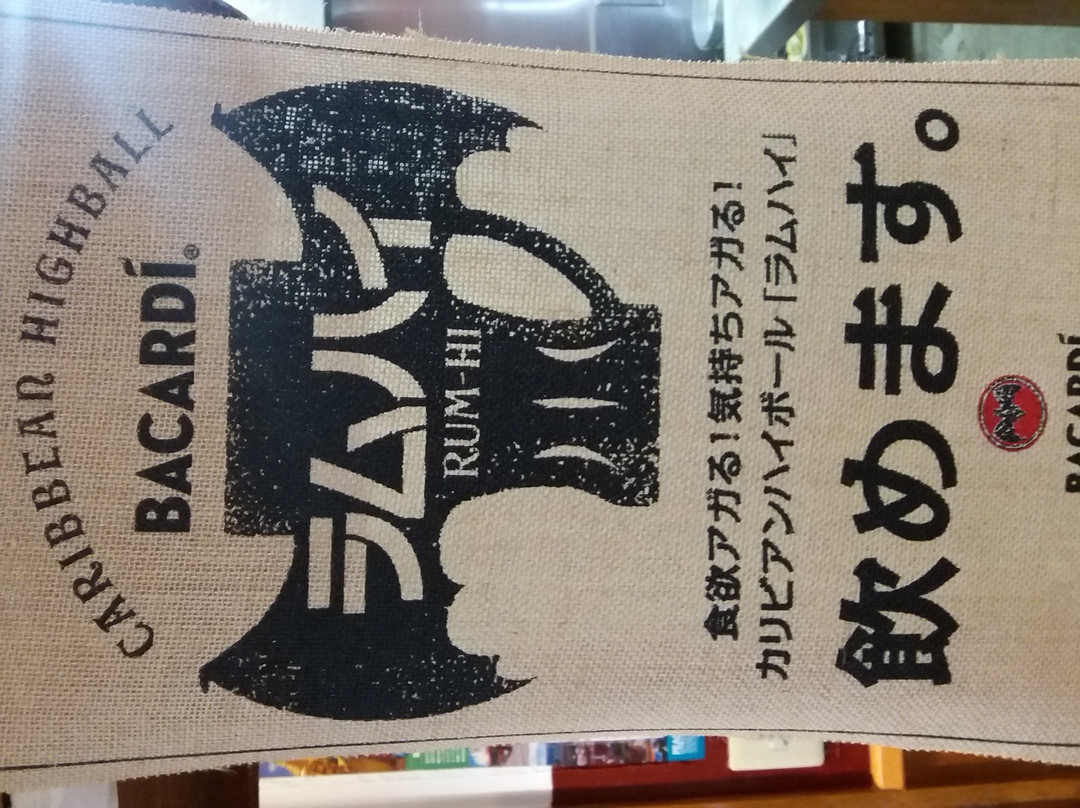 CARIBBEAN HIGHBALL
BACARDÍ®
ラムハイ
RUM-HI
食欲アガる!気持ちアガる!
カリビアンハイボール「ラムハイ」
飲めます。
BACARDÍ